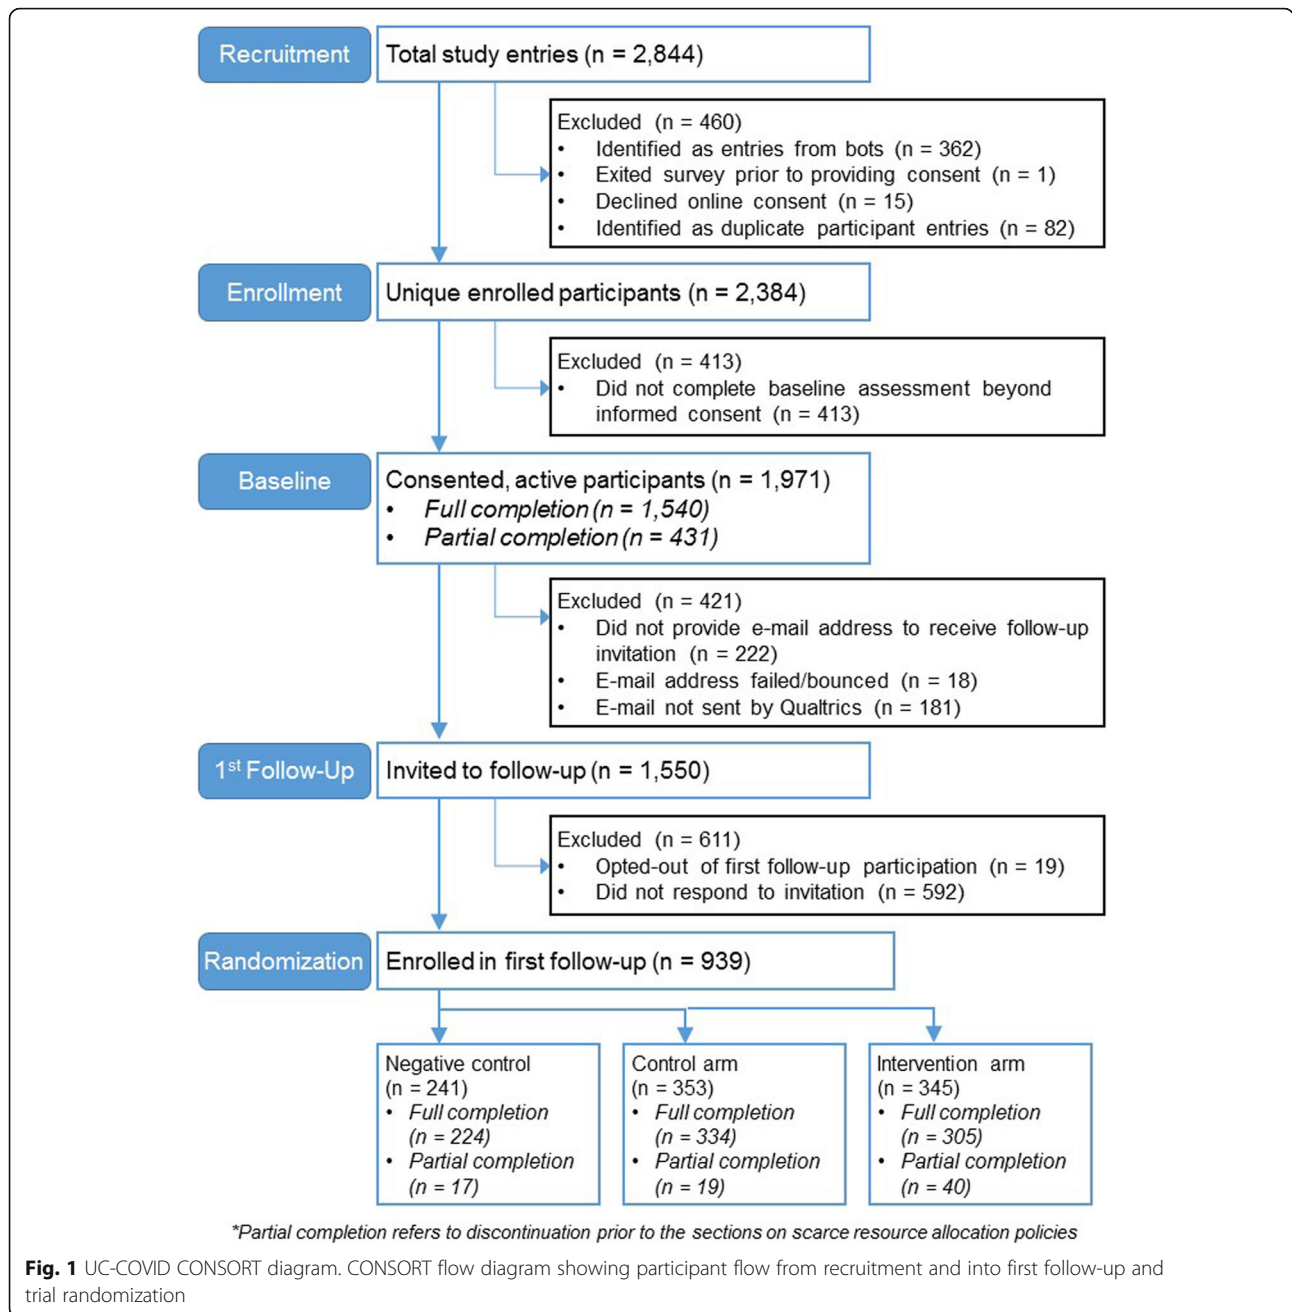 Recruitment
Total study entries (n = 2,844)
Excluded (n = 460)
• Identified as entries from bots (n = 362)
• Exited survey prior to providing consent (n = 1)
• Declined online consent (n = 15)
• Identified as duplicate participant entries (n = 82)
Enrollment
Unique enrolled participants (n = 2,384)
Excluded (n = 413)
• Did not complete baseline assessment beyond
informed consent (n = 413)
Baseline
Consented, active participants (n = 1,971)
• Full completion (n = 1,540)
• Partial completion (n = 431)
Excluded (n = 421)
• Did not provide e-mail address to receive follow-up
invitation (n = 222)
• E-mail address failed/bounced (n = 18)
• E-mail not sent by Qualtrics (n = 181)
1st Follow-Up
Invited to follow-up (n = 1,550)
Excluded (n = 611)
• Opted-out of first follow-up participation (n = 19)
• Did not respond to invitation (n = 592)
Randomization
Enrolled in first follow-up (n = 939)
Negative control
(n = 241)
• Full completion
(n = 224)
• Partial completion
(n = 17)
Control arm
(n = 353)
• Full completion
(n = 334)
• Partial completion
(n = 19)
Intervention arm
(n = 345)
• Full completion
(n = 305)
• Partial completion
(n = 40)
*Partial completion refers to discontinuation prior to the sections on scarce resource allocation policies
Fig. 1 UC-COVID CONSORT diagram. CONSORT flow diagram showing participant flow from recruitment and into first follow-up and
trial randomization